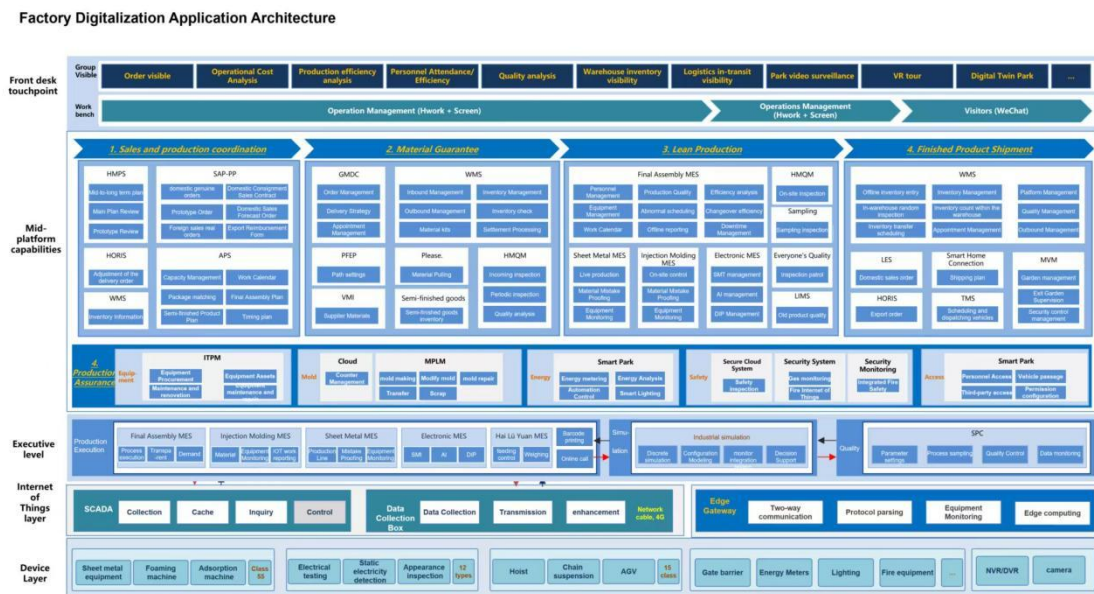 Factory Digitalization Application Architecture
Front desk
touchpoint
Group
Visible
Order visible
Operational Cost
Analysis
Production efficiency
analysis
Personnel Attendance/
Efficiency
Quality analysis
Warehouse inventory
visibility
Logistics in-transit
visibility
Park video surveillance
VR tour
Digital Twin Park
...
Work
bench
Operation Management (Hwork + Screen)
Operations Management
(Hwork + Screen)
Visitors (WeChat)
Mid-
platform
capabilities
1. Sales and production coordination
2. Material Guarantee
3. Lean Production
4. Finished Product Shipment
HMPS
Mid-to-long term plan
Main Plan Review
Prototype Review
SAP-PP
domestic genuine
orders
Domestic Consignment
Sales Contract
Prototype Order
Domestic Sales
Forecast Order
Foreign sales real
orders
Export Reimbursement
Form
HORIS
Adjustment of the
delivery order
WMS
Inventory Information
APS
Capacity Management
Work Calendar
Package matching
Final Assembly Plan
Semi-finished Product
Plan
Timing plan
GMDC
Order Management
Delivery Strategy
Appointment
Management
WMS
Inbound Management
Inventory Management
Outbound Management
Inventory check
Material kits
Settlement Processing
PFEP
Path settings
VMI
Supplier Materials
Please.
Material Pulling
Semi-finished goods
Semi-finished goods
inventory
HMQM
Incoming inspection
Periodic inspection
Quality analysis
Final Assembly MES
Personnel
Management
Production Quality
Efficiency analysis
Equipment
Management
Abnormal scheduling
Changeover efficiency
Work Calendar
Offline reporting
Downtime
Management
HMQM
On-site inspection
Sampling
Sampling inspection
Sheet Metal MES
Live production
Material Mistake
Proofing
Equipment
Monitoring
Injection Molding MES
On-site control
Material Mistake
Proofing
Equipment
Monitoring
Electronic MES
SMT management
AI management
DIP Management
Everyone's Quality
Inspection patrol
LIMS
Old product quality
WMS
Offline inventory entry
Inventory Management
Platform Management
In-warehouse random
inspection
Inventory count within the
warehouse
Quality Management
Inventory transfer
scheduling
Appointment Management
Outbound Management
LES
Domestic sales order
HORIS
Export order
Smart Home
Connection
Shipping plan
TMS
Scheduling and
dispatching vehicles
MVM
Garden management
Exit Garden
Supervision
Security control
management
4.
Production
Assurance
Equip-
ment
ITPM
Equipment
Procurement
Equipment Assets
Maintenance and
renovation
Mold
Cloud
Counter
Management
MPLM
mold making
Modify mold
mold repair
Transfer
Scrap
Energy
Smart Park
Energy metering
Energy Analysis
Automation
Control
Smart Lighting
Safety
Secure Cloud
System
Safety
inspection
Security System
Gas monitoring
Fire Internet of
Things
Security
Monitoring
Integrated Fire
Safety
Access
Smart Park
Personnel Access
Vehicle passage
Third-party access
Permission
configuration
Executive
level
Production
Execution
Final Assembly MES
Process
execution
Transpa
rent
Demand
Injection Molding MES
Material
Equipment
Monitoring
IOT work
reporting
Sheet Metal MES
Production
Line
Mistake
Proofing
Equipment
Monitoring
Electronic MES
SMI
AI
DIP
Hai Lü Yuan MES
Nesting
control
Weighing
Barcode
printing
Online call
Simu-
lation
Industrial simulation
Discrete
simulation
Configuration
Modeling
monitor
integration
Decision
Support
Quality
SPC
Parameter
settings
Process sampling
Quality Control
Data monitoring
Internet of
Things layer
SCADA
Collection
Cache
Inquiry
Control
Data
Collection
Box
Data Collection
Transmission
enhancement
Network
cable, 4G
Edge
Gateway
Two-way
communication
Protocol parsing
Equipment
Monitoring
Edge computing
Device
Layer
Sheet metal
equipment
Foaming
machine
Adsorption
machine
Class
55
Electrical
testing
Static
electricity
detection
Appearance
inspection
12
types
Hoist
Chain
suspension
AGV
15
class
Gate barrier
Energy Meters
Lighting
Fire equipment
...
NVR/DVR
camera